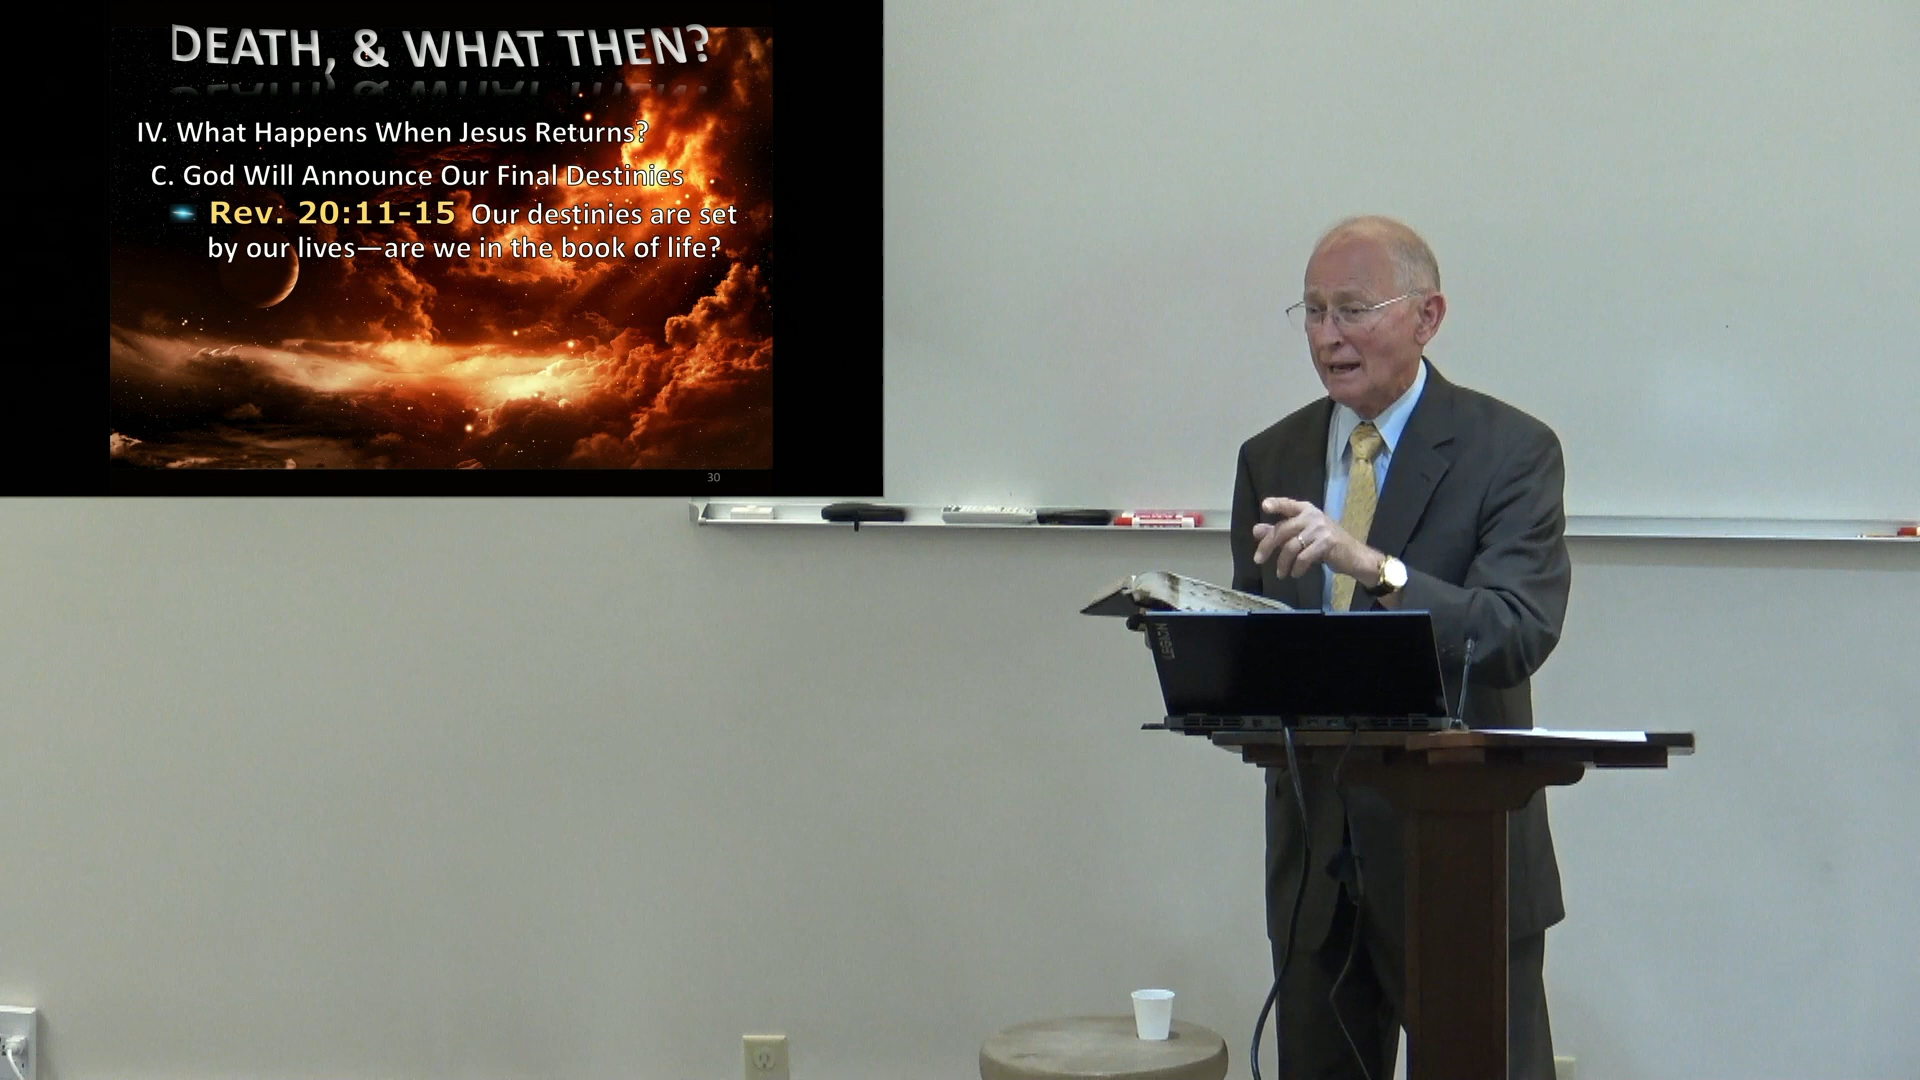 DEATH, & WHAT THEN?
IV. What Happens When Jesus Returns?
C. God Will Announce Our Final Destinies
Rev. 20:11-15 Our destinies are set
by our lives—are we in the book of life?
30
LEGION